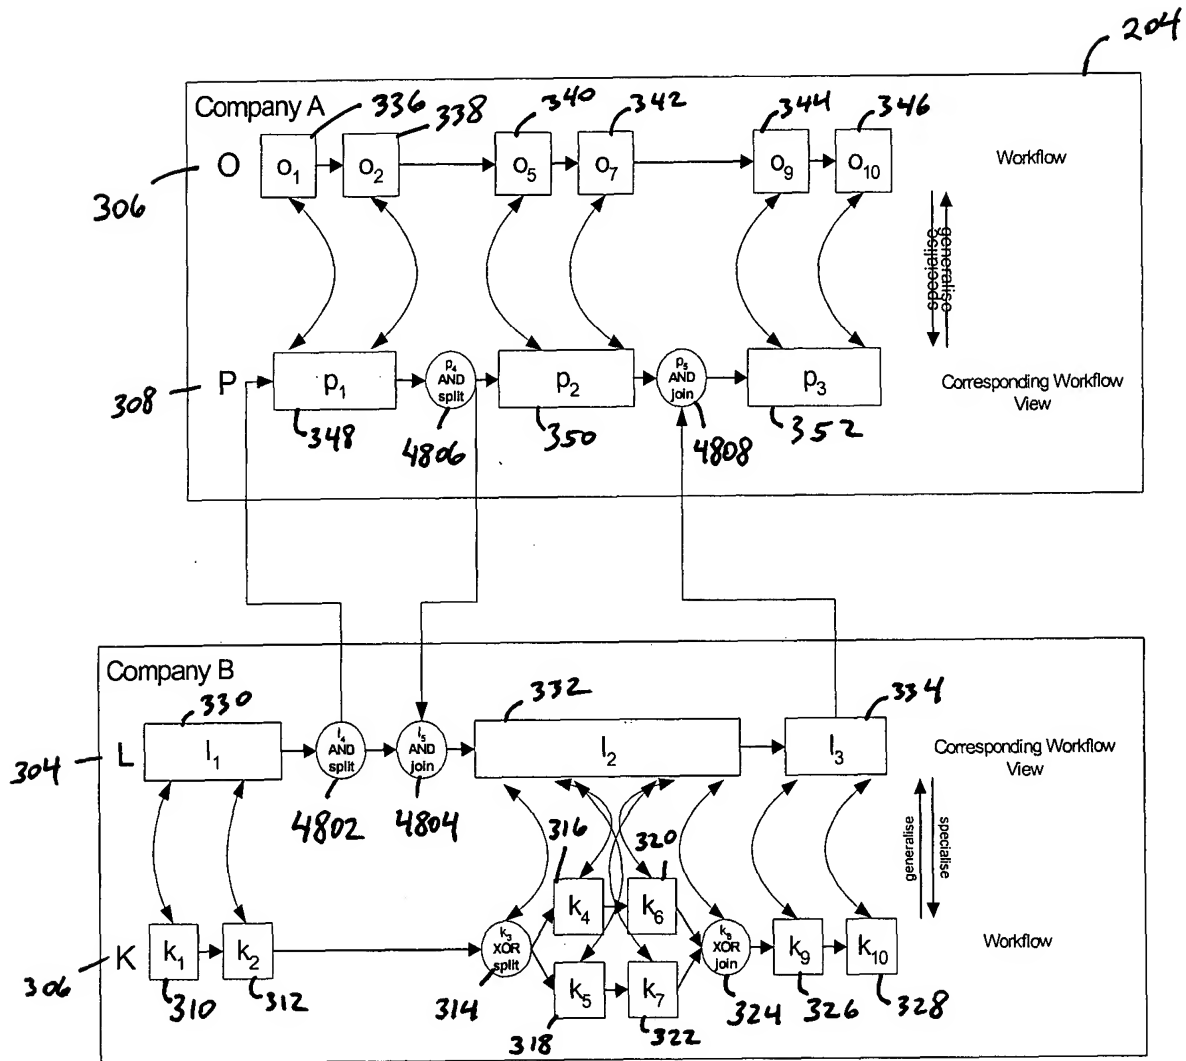 204
Company A
336
338
340
342
344
346
O
o1
o2
o5
o7
o9
o10
Workflow
306
specialise
generalise
P
p1
p4 AND split
p2
p5 AND join
p3
Corresponding Workflow View
308
348
4806
350
4808
352
Company B
330
332
334
L
l1
l4 AND split
l5 AND join
l2
l3
Corresponding Workflow View
304
4802
4804
316
320
generalise
specialise
k4
k6
K
k1
k2
k3 XOR split
k8 XOR join
k9
k10
Workflow
306
310
312
314
k5
k7
324
326
328
318
322